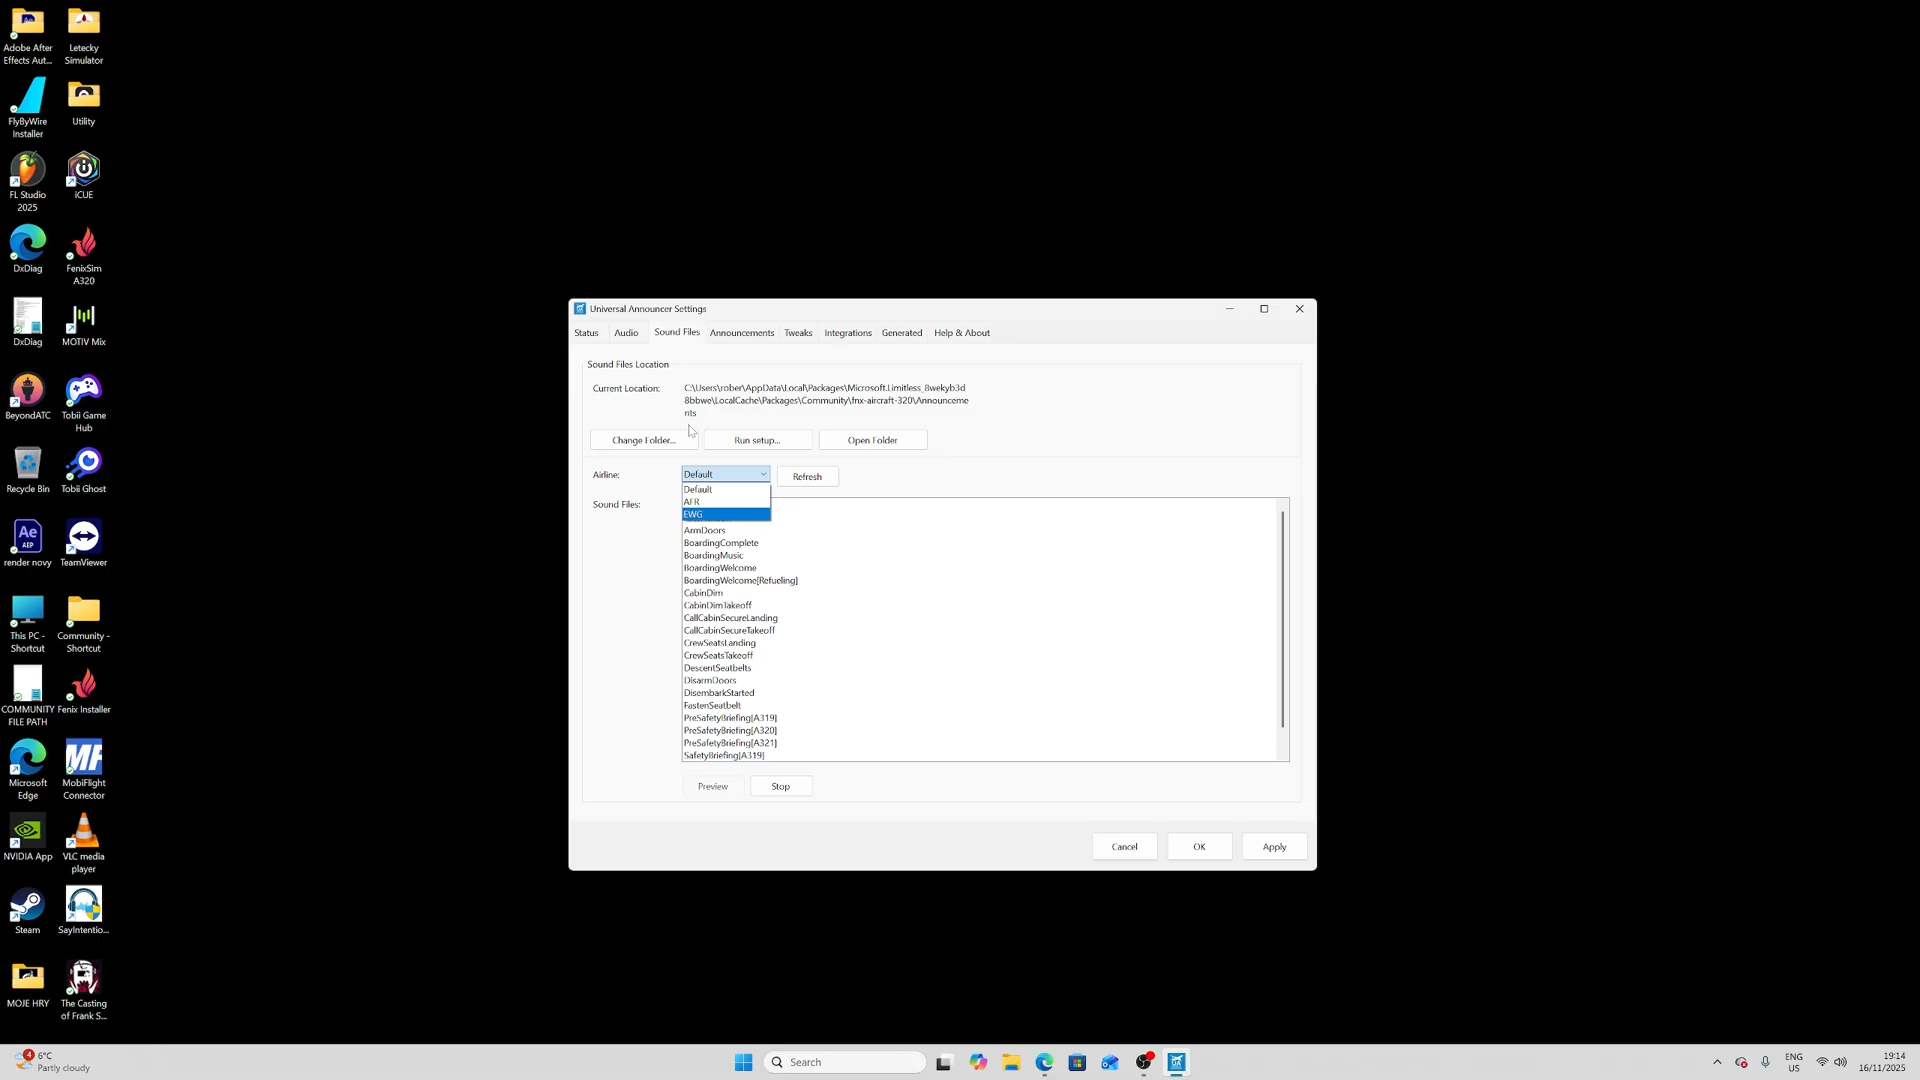 Adobe After
Effects Aut...
Letecky
Simulator
FlyByWire
Installer
Utility
FL Studio
2025
iCUE
DxDiag
FenixSim
A320
DxDiag
MOTIV Mix
BeyondATC
Tobii Game
Hub
Recycle Bin
Tobii Ghost
Ae
AEP
render novy
TeamViewer
This PC -
Shortcut
Community -
Shortcut
COMMUNITY
FILE PATH
Fenix Installer
Microsoft
Edge
MF
MobiFlight
Connector
NVIDIA App
VLC media
player
Steam
SayIntentio...
MOJE HRY
The Casting
of Frank S...
Universal Announcer Settings
Status
Audio
Sound Files
Announcements
Tweaks
Integrations
Generated
Help & About
Sound Files Location
Current Location:
C:\Users\rober\AppData\Local\Packages\Microsoft.Limitless_8wekyb3d
8bbwe\LocalCache\Packages\Community\fnx-aircraft-320\Announceme
nts
Change Folder...
Run setup...
Open Folder
Airline:
Default
Refresh
Default
AFR
EWG
Sound Files:
ArmDoors
BoardingComplete
BoardingMusic
BoardingWelcome
BoardingWelcome[Refueling]
CabinDim
CabinDimTakeoff
CallCabinSecureLanding
CallCabinSecureTakeoff
CrewSeatsLanding
CrewSeatsTakeoff
DescentSeatbelts
DisarmDoors
DisembarkStarted
FastenSeatbelt
PreSafetyBriefing[A319]
PreSafetyBriefing[A320]
PreSafetyBriefing[A321]
SafetyBriefing[A319]
Preview
Stop
Cancel
OK
Apply
4
6°C
Partly cloudy
Search
UA
ENG
US
19:14
16/11/2025